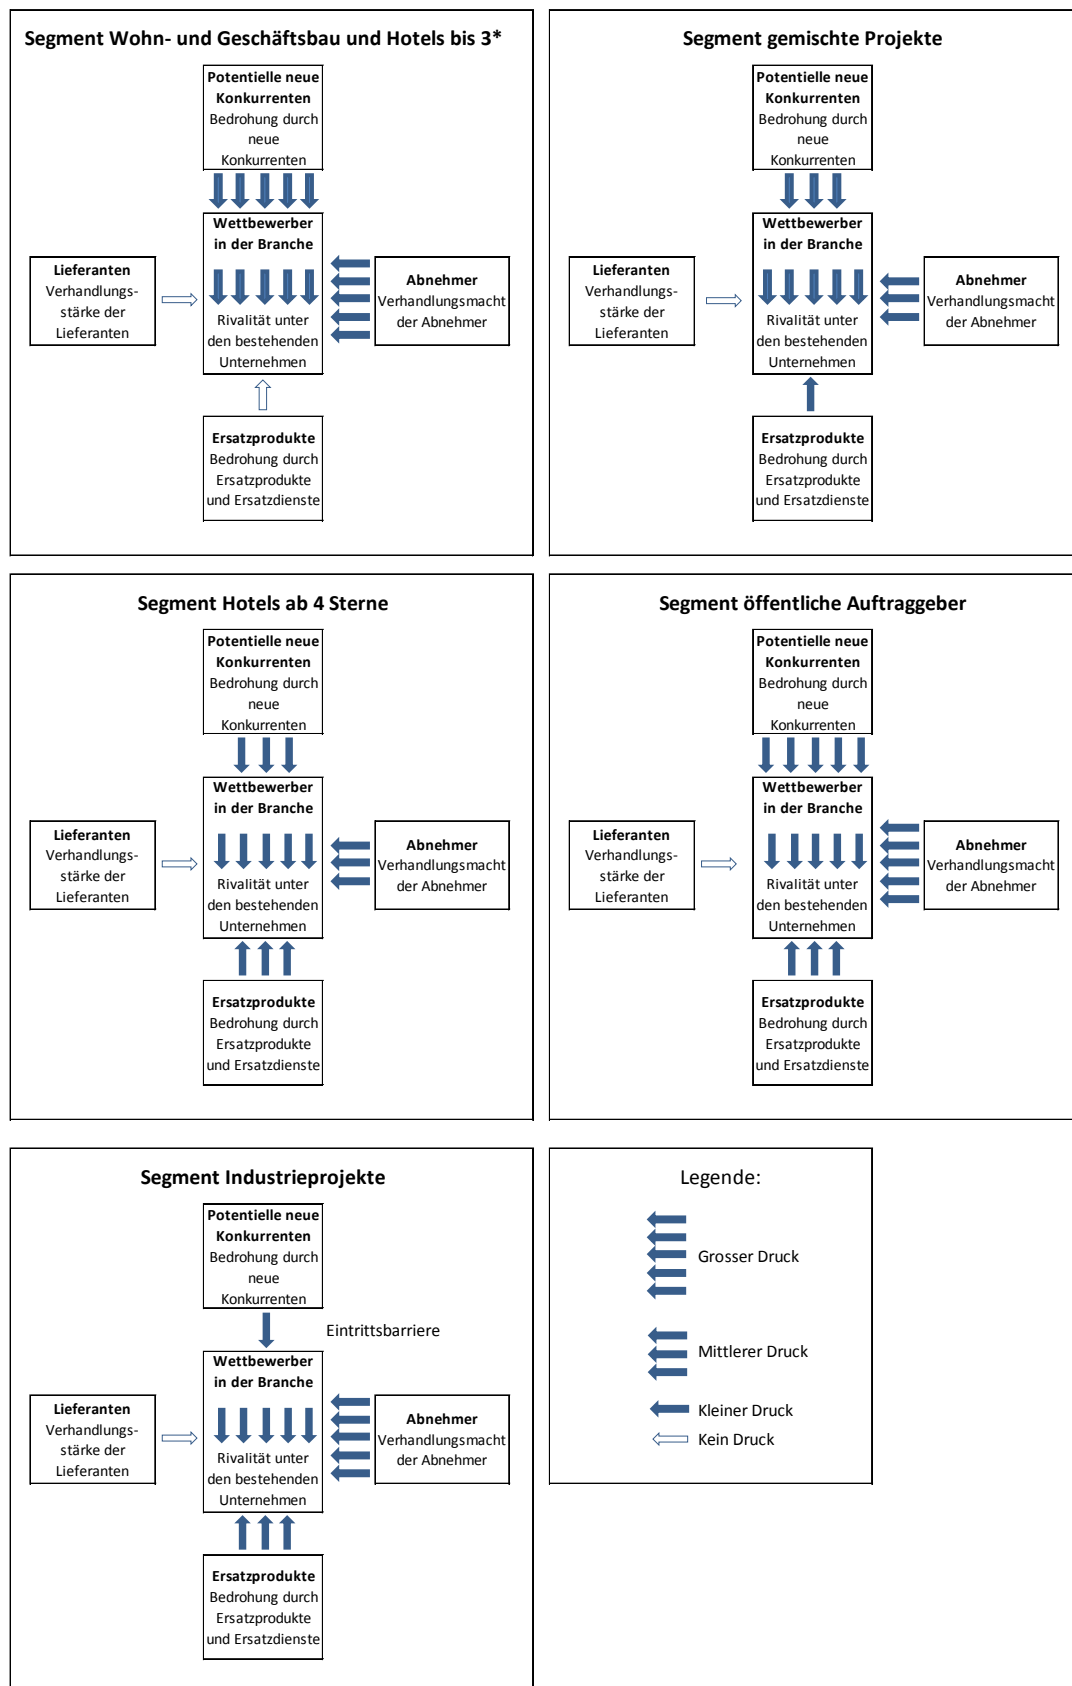 Segment Wohn- und Geschäftsbau und Hotels bis 3*
Potentielle neue
Konkurrenten
Bedrohung durch
neue
Konkurrenten
Wettbewerber
in der Branche
Lieferanten
Verhandlungs-
stärke der
Lieferanten
Abnehmer
Verhandlungsmacht
der Abnehmer
Rivalität unter
den bestehenden
Unternehmen
Ersatzprodukte
Bedrohung durch
Ersatzprodukte
und Ersatzdienste
Segment gemischte Projekte
Potentielle neue
Konkurrenten
Bedrohung durch
neue
Konkurrenten
Wettbewerber
in der Branche
Lieferanten
Verhandlungs-
stärke der
Lieferanten
Abnehmer
Verhandlungsmacht
der Abnehmer
Rivalität unter
den bestehenden
Unternehmen
Ersatzprodukte
Bedrohung durch
Ersatzprodukte
und Ersatzdienste
Segment Hotels ab 4 Sterne
Potentielle neue
Konkurrenten
Bedrohung durch
neue
Konkurrenten
Wettbewerber
in der Branche
Lieferanten
Verhandlungs-
stärke der
Lieferanten
Abnehmer
Verhandlungsmacht
der Abnehmer
Rivalität unter
den bestehenden
Unternehmen
Ersatzprodukte
Bedrohung durch
Ersatzprodukte
und Ersatzdienste
Segment öffentliche Auftraggeber
Potentielle neue
Konkurrenten
Bedrohung durch
neue
Konkurrenten
Wettbewerber
in der Branche
Lieferanten
Verhandlungs-
stärke der
Lieferanten
Abnehmer
Verhandlungsmacht
der Abnehmer
Rivalität unter
den bestehenden
Unternehmen
Ersatzprodukte
Bedrohung durch
Ersatzprodukte
und Ersatzdienste
Segment Industrieprojekte
Potentielle neue
Konkurrenten
Bedrohung durch
neue
Konkurrenten
Eintrittsbarriere
Wettbewerber
in der Branche
Lieferanten
Verhandlungs-
stärke der
Lieferanten
Abnehmer
Verhandlungsmacht
der Abnehmer
Rivalität unter
den bestehenden
Unternehmen
Ersatzprodukte
Bedrohung durch
Ersatzprodukte
und Ersatzdienste
Legende:
Grosser Druck
Mittlerer Druck
Kleiner Druck
Kein Druck